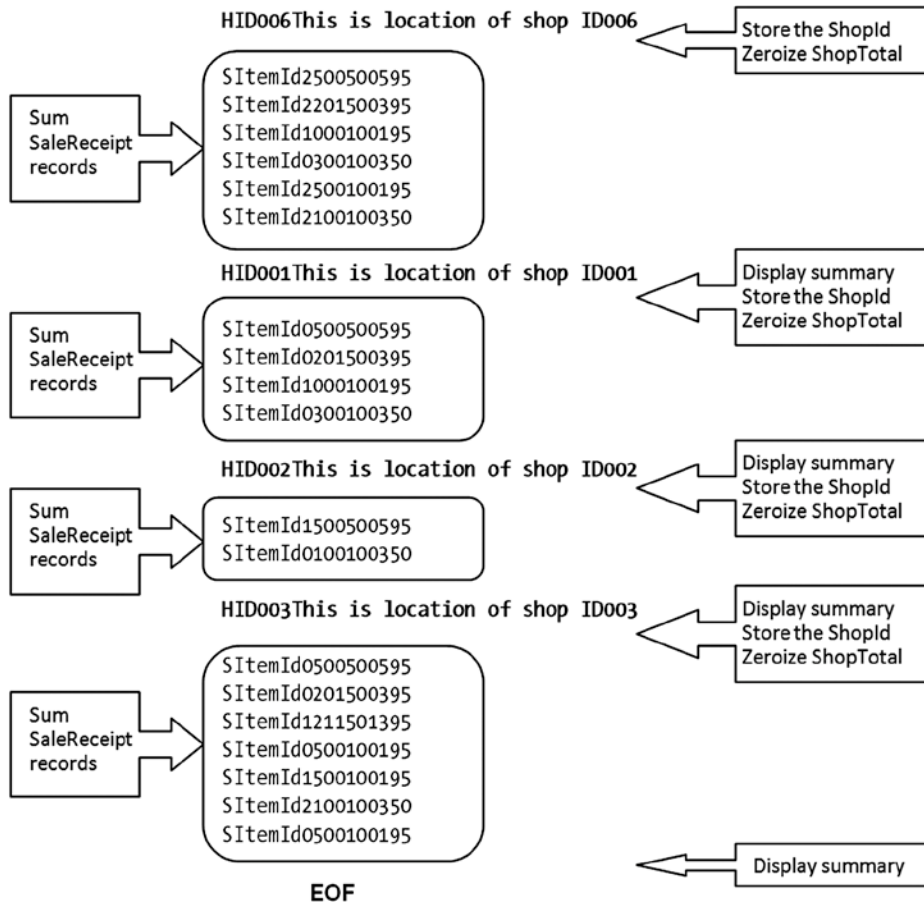 HID006This is location of shop ID006
Store the ShopId
Zeroize ShopTotal
Sum
SaleReceipt
records
SItemId2500500595
SItemId2201500395
SItemId1000100195
SItemId0300100350
SItemId2500100195
SItemId2100100350
HID001This is location of shop ID001
Display summary
Store the ShopId
Zeroize ShopTotal
Sum
SaleReceipt
records
SItemId0500500595
SItemId0201500395
SItemId1000100195
SItemId0300100350
HID002This is location of shop ID002
Display summary
Store the ShopId
Zeroize ShopTotal
Sum
SaleReceipt
records
SItemId1500500595
SItemId0100100350
HID003This is location of shop ID003
Display summary
Store the ShopId
Zeroize ShopTotal
Sum
SaleReceipt
records
SItemId0500500595
SItemId0201500395
SItemId1211501395
SItemId0500100195
SItemId1500100195
SItemId2100100350
SItemId0500100195
Display summary
EOF